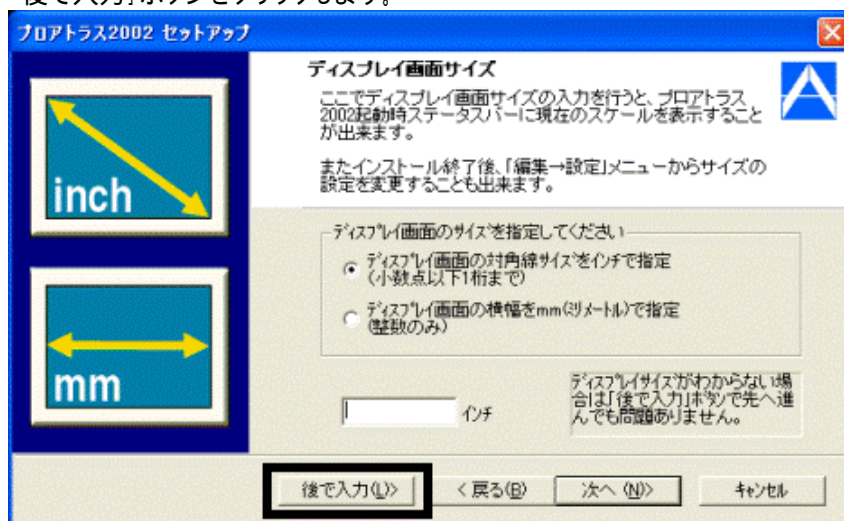 後で入力」ボタンをクリックします。
プロアトラス2002 セットアップ
ディスプレイ画面サイズ
ここでディスプレイ画面サイズの入力を行うと、プロアトラス
2002起動時ステータスバーに現在のスケールを表示すること
が出来ます。
またインストール終了後、「編集→設定」メニューからサイズの
設定を変更することも出来ます。
inch
mm
ディスプレイ画面のサイズを指定してください
ディスプレイ画面の対角線サイズをインチで指定
(小数点以下1桁まで)
ディスプレイ画面の横幅をmm(ミリメートル)で指定
(整数のみ)
インチ
ディスプレイサイズがわからない場
合は「後で入力」ボタンで先へ進
んでも問題ありません。
後で入力(L)>
< 戻る(B)
次へ (N)>
キャンセル